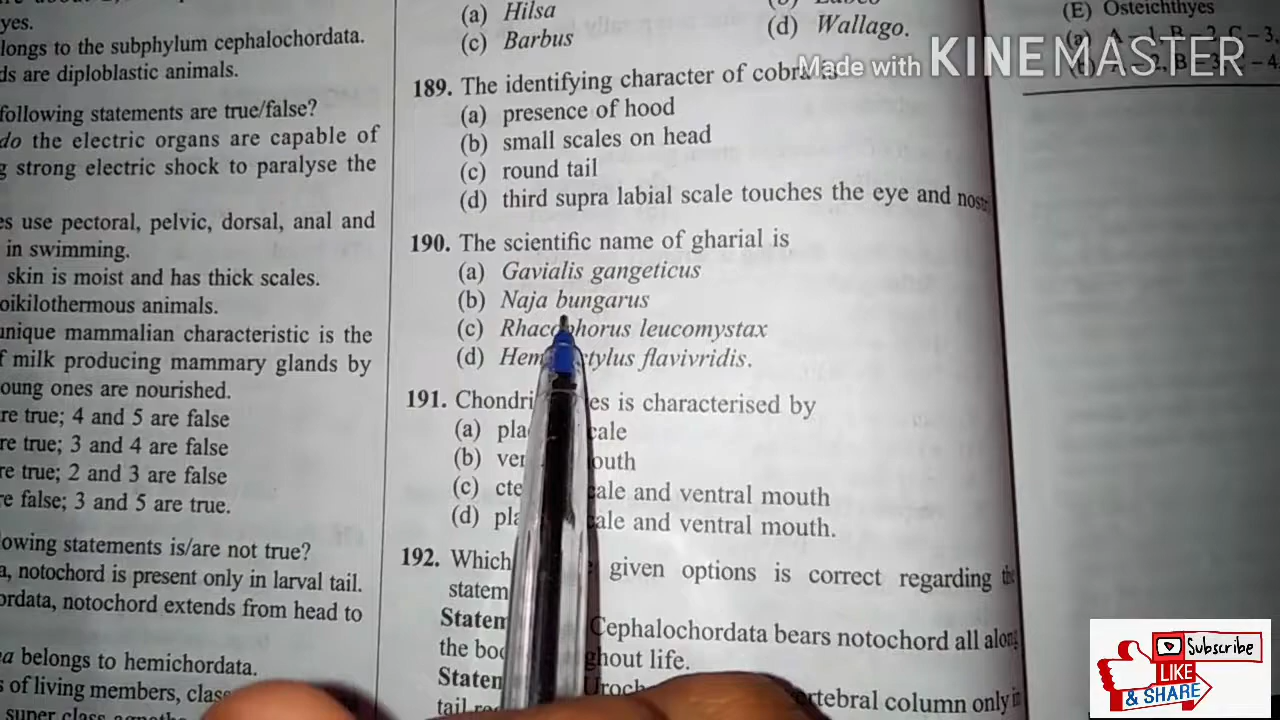 yes.
longs to the subphylum cephalochordata.
ds are diploblastic animals.
following statements are true/false?
do the electric organs are capable of
g strong electric shock to paralyse the
es use pectoral, pelvic, dorsal, anal and
in swimming.
skin is moist and has thick scales.
oikilothermous animals.
unique mammalian characteristic is the
f milk producing mammary glands by
oung ones are nourished.
re true; 4 and 5 are false
re true; 3 and 4 are false
re true; 2 and 3 are false
re false; 3 and 5 are true.
owing statements is/are not true?
a, notochord is present only in larval tail.
ordata, notochord extends from head to
a belongs to hemichordata.
s of living members, clas
super class agnatha
(a) Hilsa
(c) Barbus
(d) Wallago.
189. The identifying character of cobra is
(a) presence of hood
(b) small scales on head
(c) round tail
(d) third supra labial scale touches the eye and nost
190. The scientific name of gharial is
(a) Gavialis gangeticus
(b) Naja bungarus
(c) Rhacophorus leucomystax
(d) Hem tylus flavivridis.
191. Chondri es is characterised by
(a) pla cale
(b) ven outh
(c) cte cale and ventral mouth
(d) pla cale and ventral mouth.
192. Which given options is correct regarding the
statem
Statem Cephalochordata bears notochord all along
the bod ghout life.
Statem Uroch rtebral column only in
tail re
(E) Osteichthyes
Made with KINEMASTER
Subscribe
LIKE
& SHARE